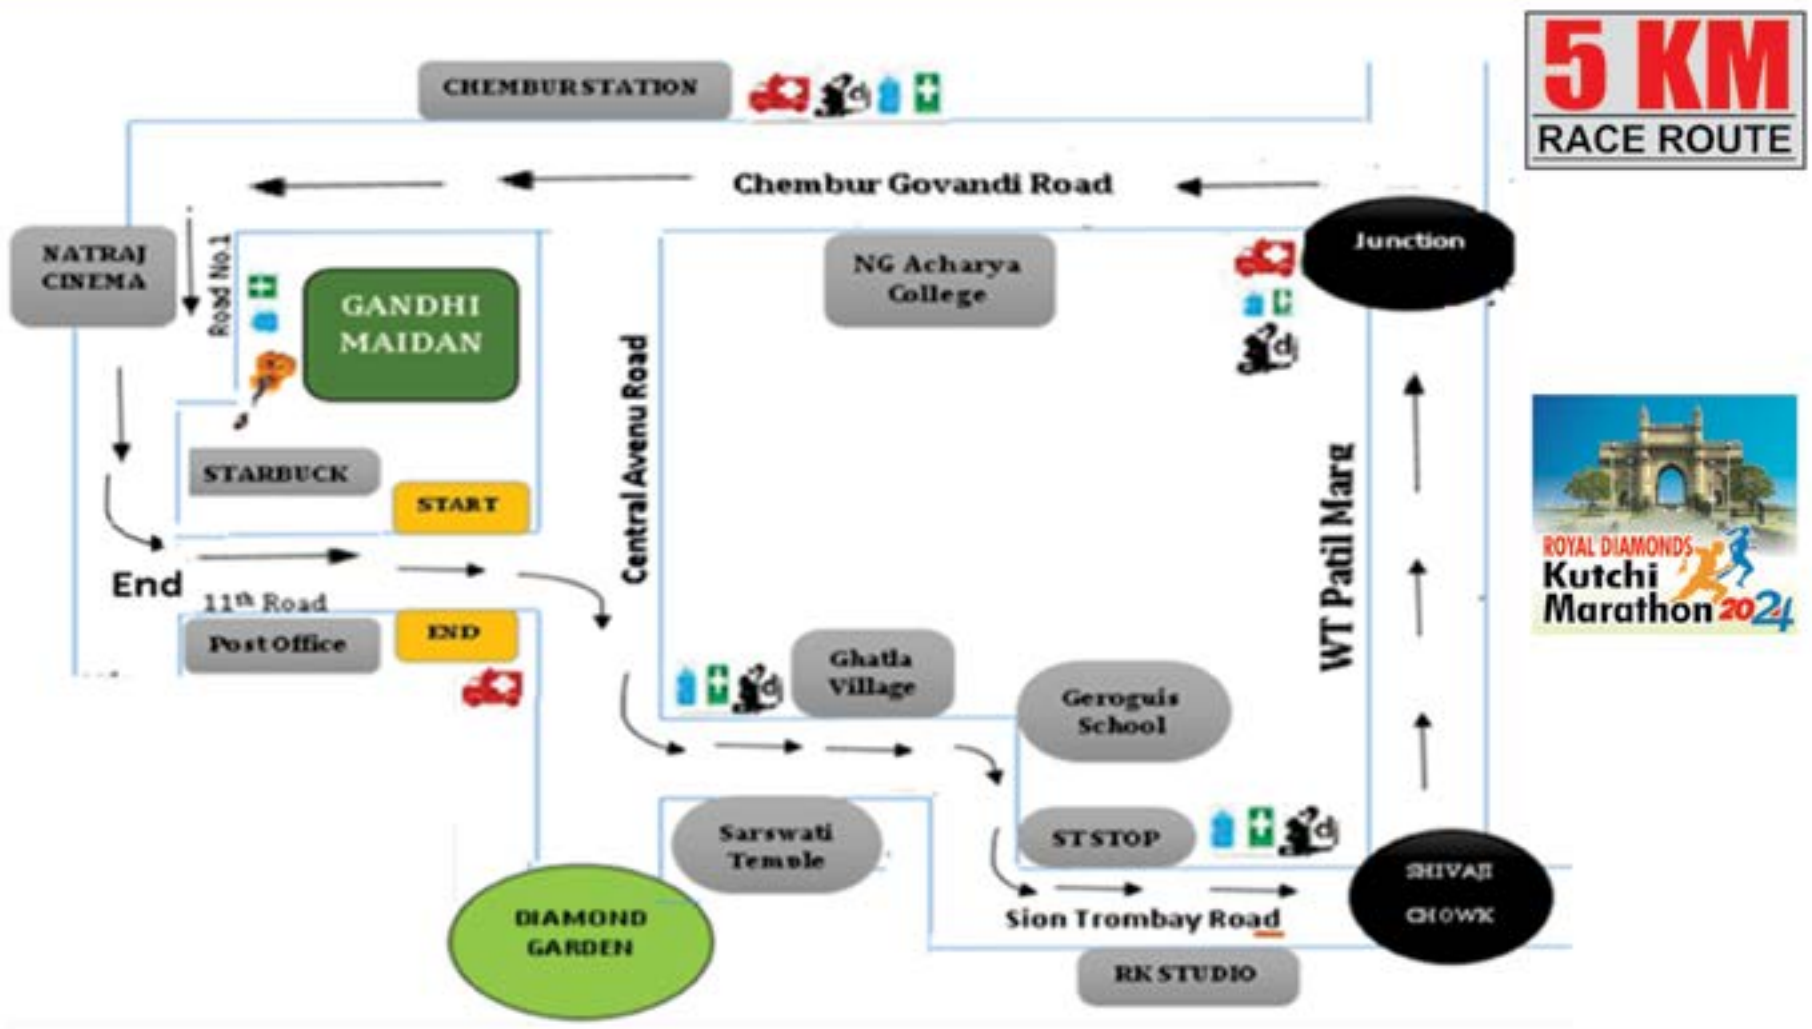 5 KM
RACE ROUTE
CHEMBUR STATION
Chembur Govandi Road
NATRAJ
CINEMA
Road No.1
GANDHI
MAIDAN
NG Acharya
College
Junction
Central Avenu Road
WT Patil Marg
STARBUCK
START
End
11th Road
Post Office
END
Ghatla
Village
Geroguis
School
ROYAL DIAMONDS
Kutchi
Marathon 2024
Sarswati
Temple
ST STOP
SHIVAJI
CHOWK
Sion Trombay Road
DIAMOND
GARDEN
RK STUDIO